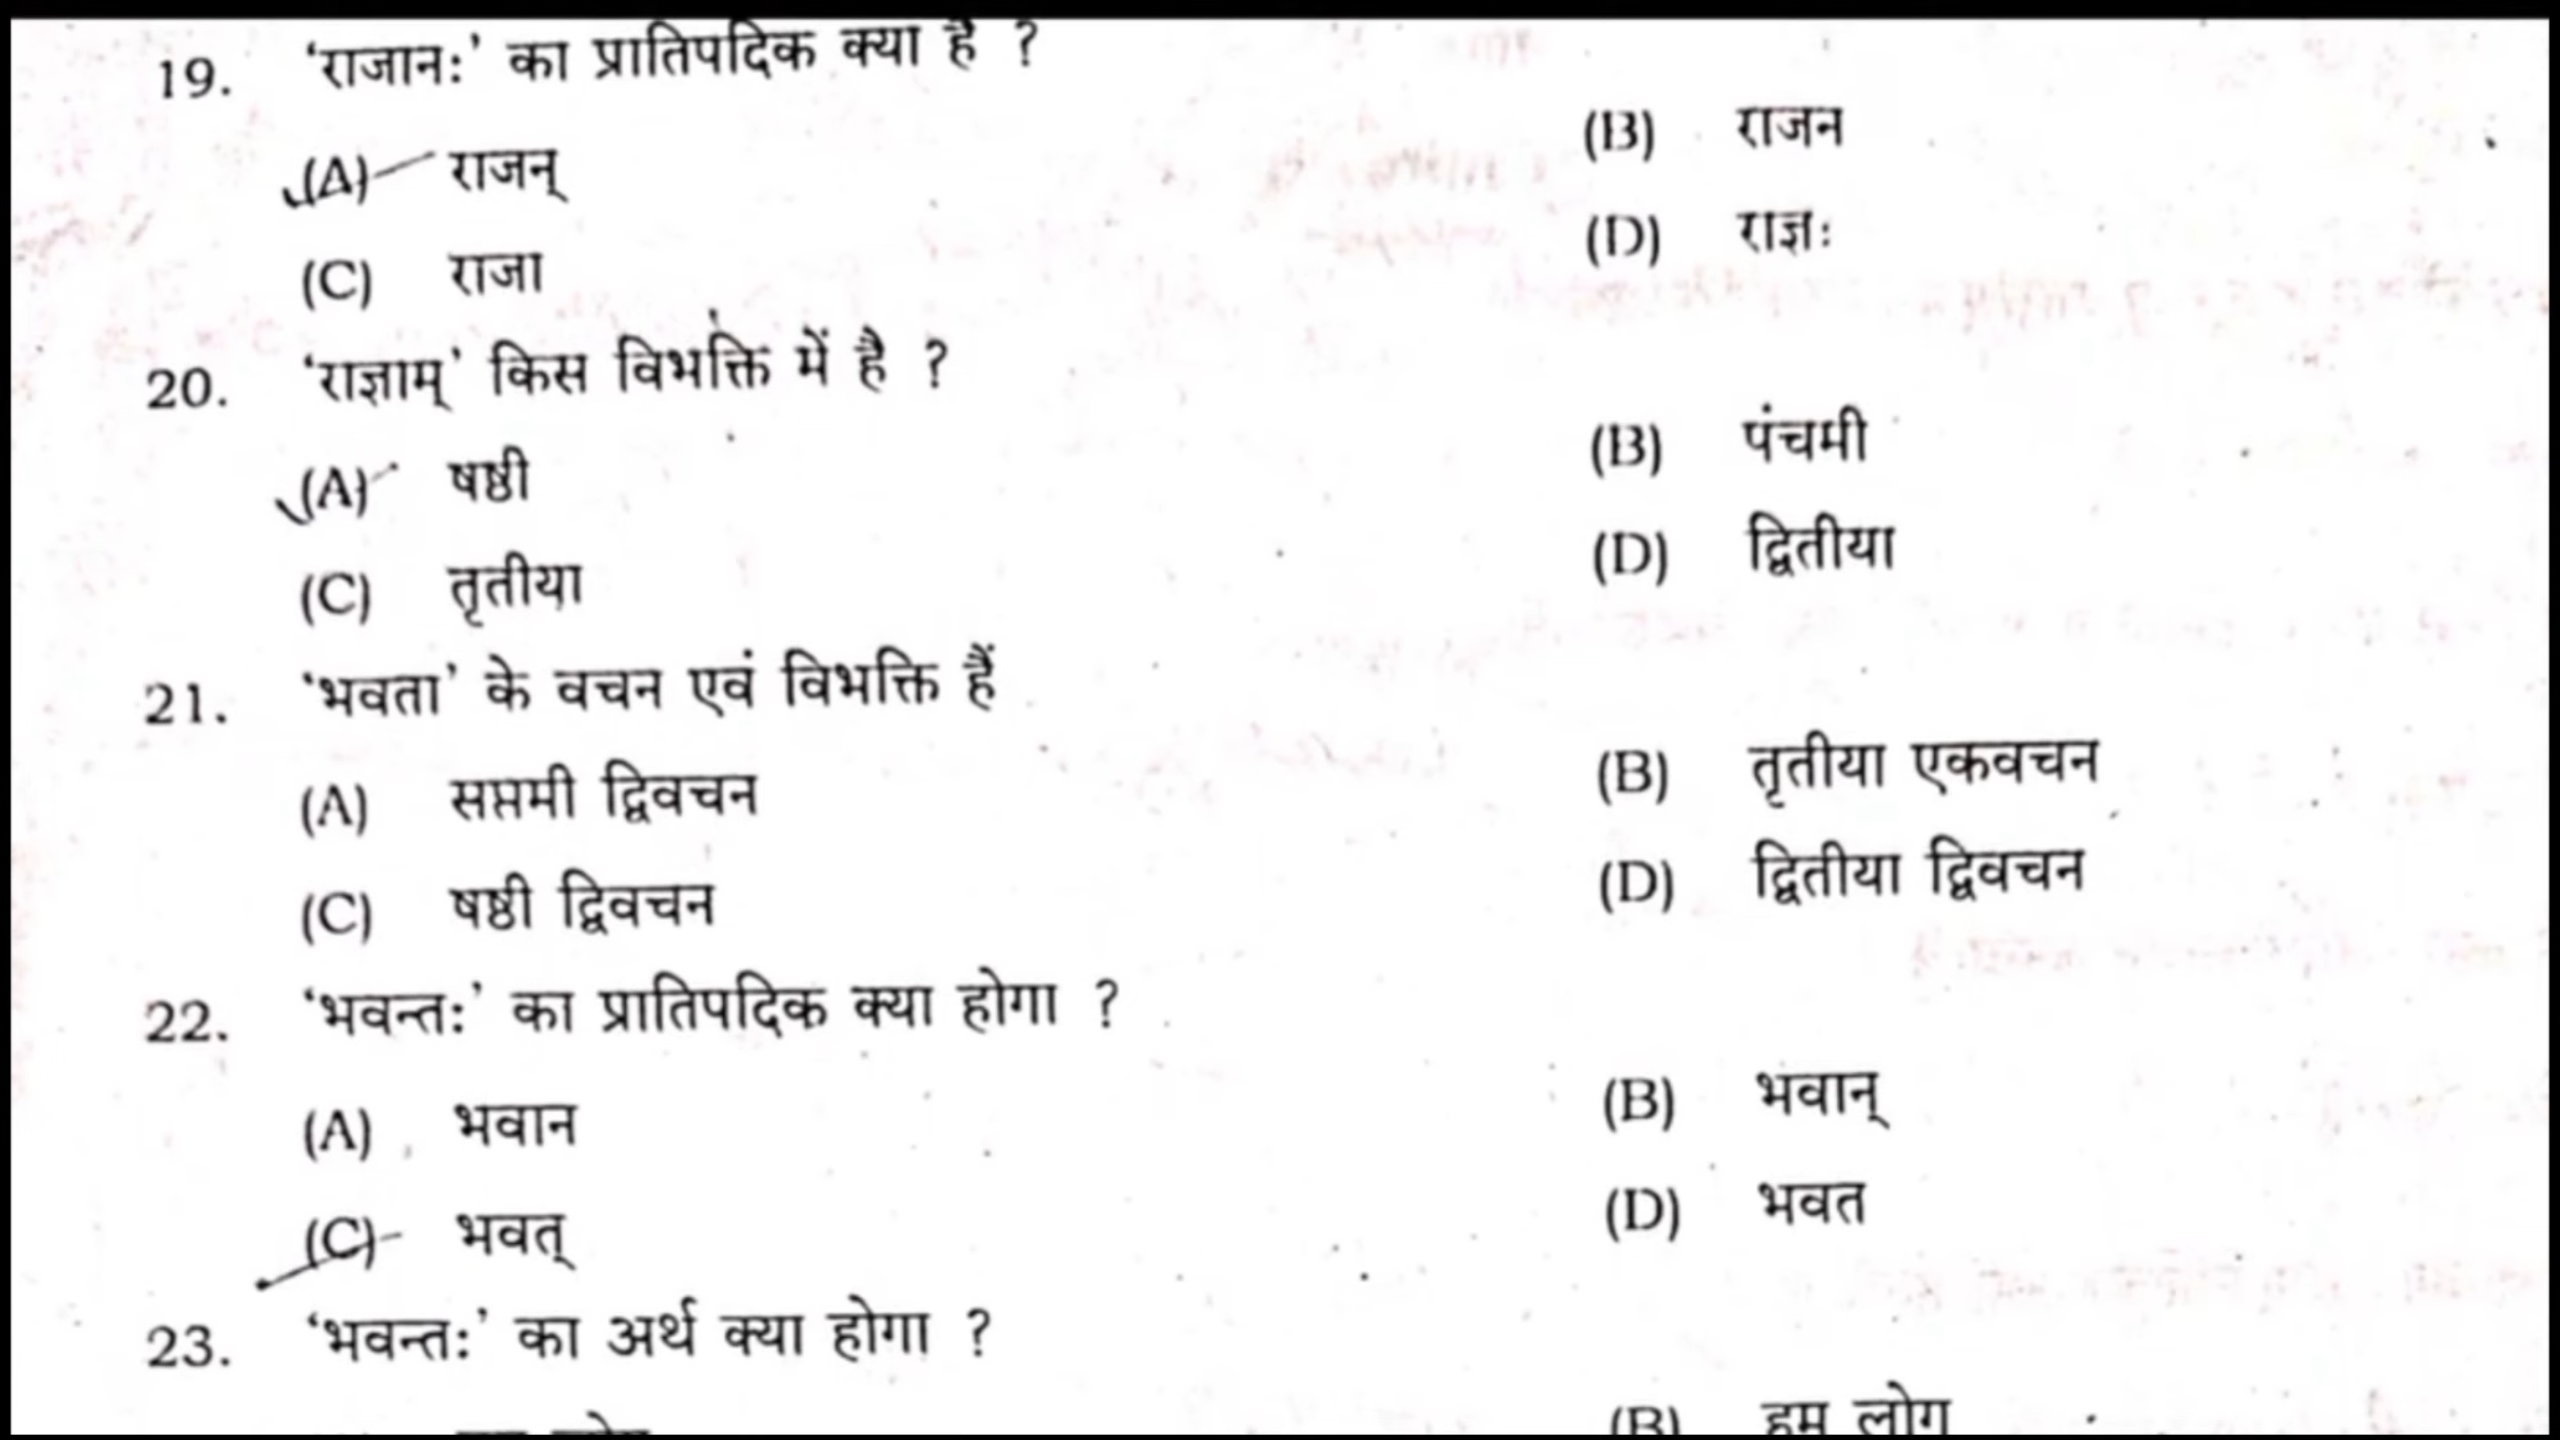 19. ‘राजानः’ का प्रातिपदिक क्या है ?
(A) राजन् (B) राजन
(C) राजा (D) राज्ञः
20. ‘राज्ञाम्’ किस विभक्ति में है ?
(A) षष्ठी (B) पंचमी
(C) तृतीया (D) द्वितीया
21. ‘भवता’ के वचन एवं विभक्ति हैं
(A) सप्तमी द्विवचन (B) तृतीया एकवचन
(C) षष्ठी द्विवचन (D) द्वितीया द्विवचन
22. ‘भवन्तः’ का प्रातिपदिक क्या होगा ?
(A) भवान (B) भवान्
(C) भवत् (D) भवत
23. ‘भवन्तः’ का अर्थ क्या होगा ?
(B) हम लोग